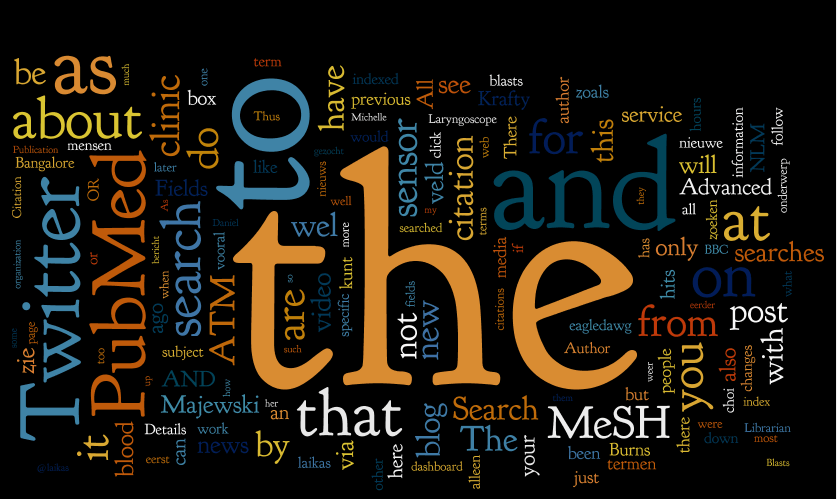 term
be
as
much
one
indexed
blasts
about
clinic
box
to
Thus
have
previous
All
see
Krafty
author
zoals
Michelle
Laryngoscope
service
hours
Publication
mensen
do
would
There
for
this
nieuwe
information
NLM
follow
Bangalore
later
like
gezocht
nieuws
sensor
veld
click
citation
web
and
they
will
Advanced
onderwerp
Citation
Twitter
OR
PubMed
Fields
As
search
Daniel
vooral
well
wel
more
my
searched
terms
all
zoeken
at
organization
or
bericht
when
ago
the
media
if
has
only
BBC
searches
ATM
are
so
video
kunt
specific
fields
not
new
citations
hits
on
what
eerder
some
zie
page
too
up
subject
such
eagledawg
from
post
Author
with
AND
how
weer
people
you
also
choi
changes
Majewski
her
an
that
blog
Search
MeSH
thus
but
index
it
blood
Details
work
news
by
via
here
The
your
there
were
down
Librarian
most
@laikas
eerst
can
laikas
other
dashboard
alleen
been
just
Burns
termen
Blasts